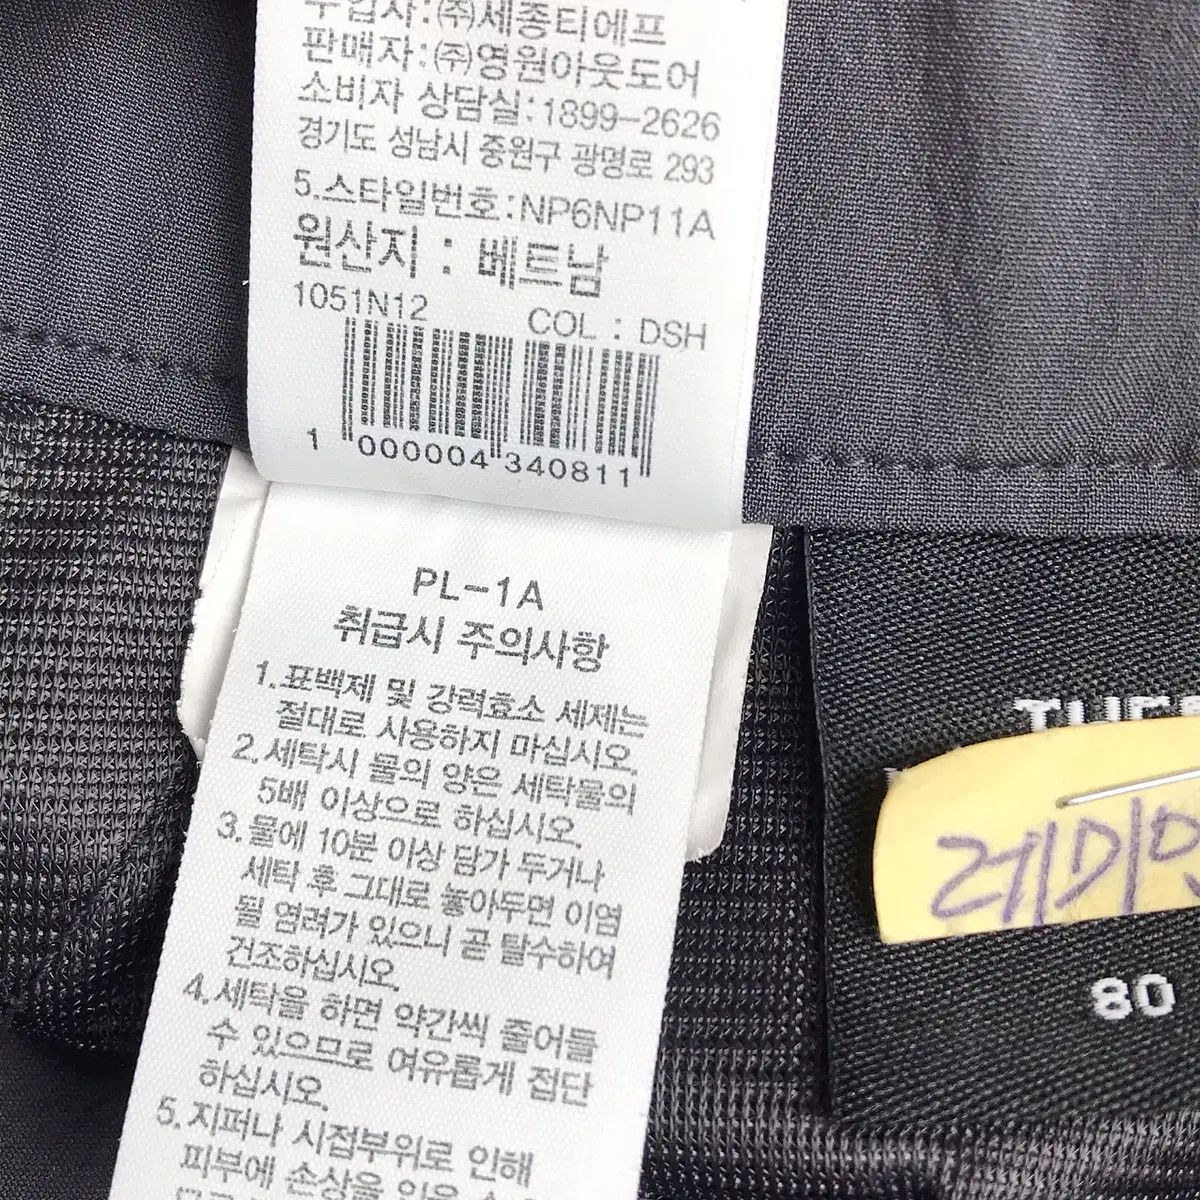 수입자:(주)세종티에프
판매자:(주)영원아웃도어
소비자 상담실:1899-2626
경기도 성남시 중원구 광명로 293
5.스타일번호:NP6NP11A
원산지 : 베트남
1051N12
COL : DSH
1 000004 340811
PL-1A
취급시 주의사항
1.표백제 및 강력효소 세제는
절대로 사용하지 마십시오.
2.세탁시 물의 양은 세탁물의
5배 이상으로 하십시오.
3.물에 10분 이상 담가 두거나
세탁 후 그대로 놓아두면 이염
될 염려가 있으니 곧 탈수하여
건조하십시오.
4.세탁을 하면 약간씩 줄어들
수 있으므로 여유롭게 집단
하십시오.
5.지퍼나 시접부위로 인해
피부에 손상을 입을 수
레미
80